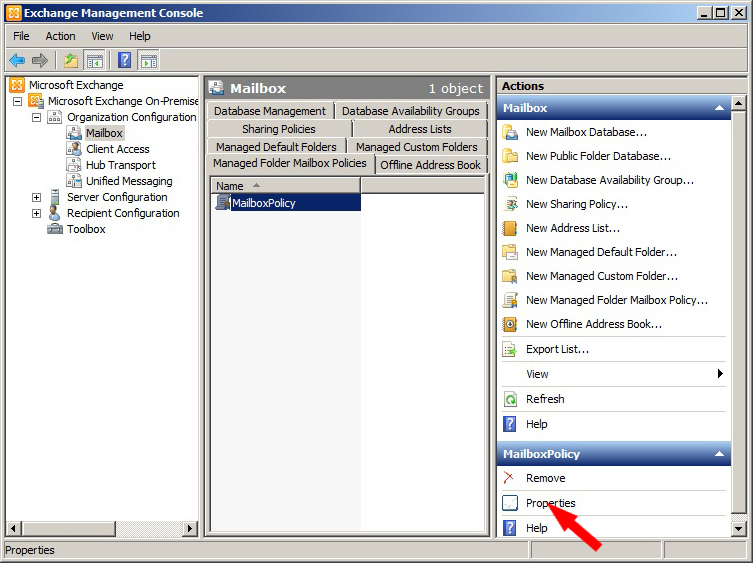 Exchange Management Console
File Action View Help
Microsoft Exchange
Microsoft Exchange On-Premise
Organization Configuration
Mailbox
Client Access
Hub Transport
Unified Messaging
Server Configuration
Recipient Configuration
Toolbox
Mailbox 1 object
Database Management Database Availability Groups
Sharing Policies Address Lists
Managed Default Folders Managed Custom Folders
Managed Folder Mailbox Policies Offline Address Book
Name
MailboxPolicy
Actions
Mailbox
New Mailbox Database...
New Public Folder Database...
New Database Availability Group...
New Sharing Policy...
New Address List...
New Managed Default Folder...
New Managed Custom Folder...
New Managed Folder Mailbox Policy...
New Offline Address Book...
Export List...
View
Refresh
Help
MailboxPolicy
Remove
Properties
Help
Properties